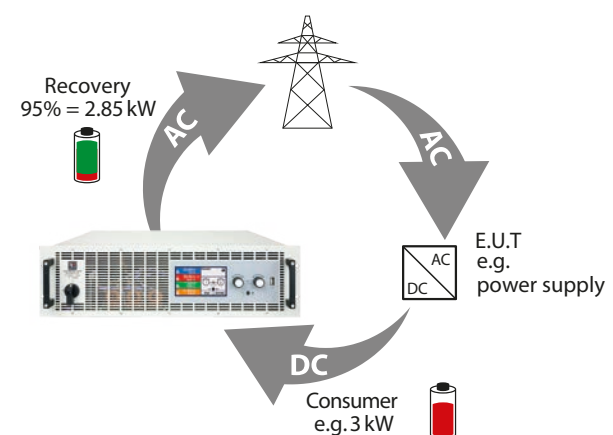 Recovery
95% = 2.85 kW
AC
AC
E.U.T
e.g.
power supply
AC
DC
DC
Consumer
e.g. 3 kW